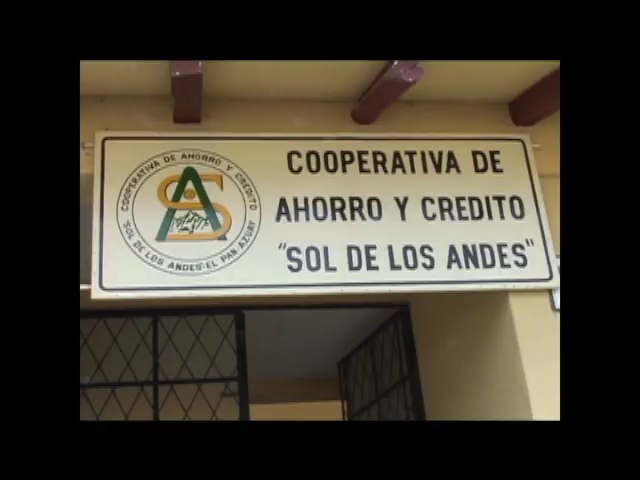 COOPERATIVA DE AHORRO Y CREDITO
"SOL DE LOS ANDES" EL PAN-AZUAY
AS
COOPERATIVA DE
AHORRO Y CREDITO
"SOL DE LOS ANDES"